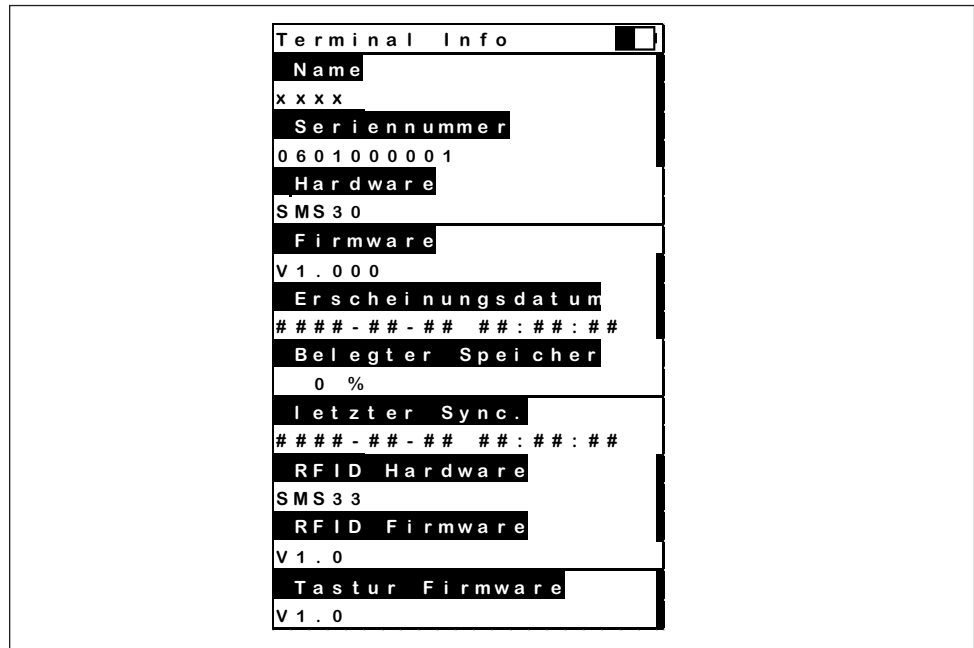 Terminal Info
Name
xxxx
Seriennummer
0601000001
Hardware
SMS30
Firmware
V1.000
Erscheinungsdatum
####-##-## ##:##:##
Belegter Speicher
0 %
letzter Sync.
####-##-## ##:##:##
RFID Hardware
SMS33
RFID Firmware
V1.0
Tastur Firmware
V1.0